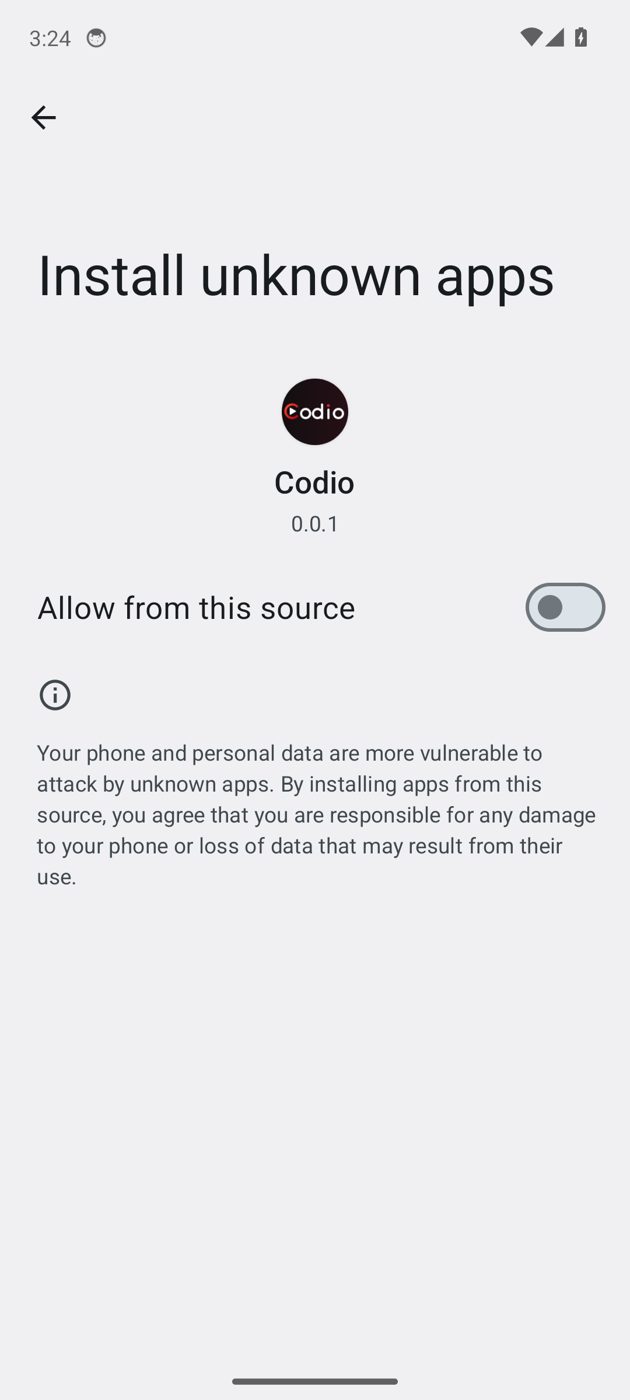 3:24
Install unknown apps
Codio
Codio
0.0.1
Allow from this source
Your phone and personal data are more vulnerable to
attack by unknown apps. By installing apps from this
source, you agree that you are responsible for any damage
to your phone or loss of data that may result from their
use.